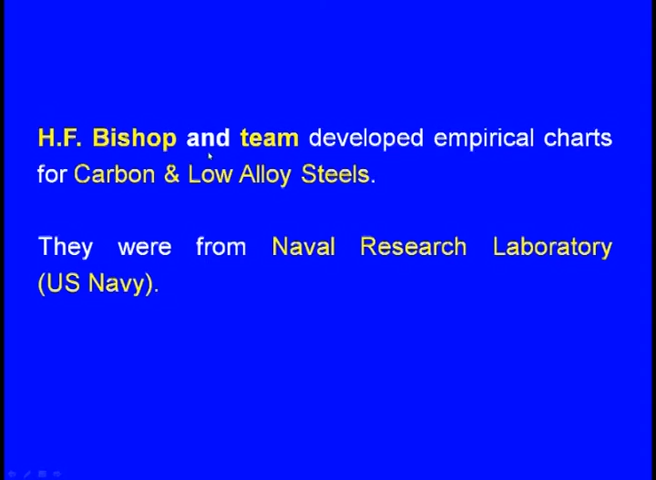 H.F. Bishop and team developed empirical charts
for Carbon & Low Alloy Steels.
They were from Naval Research Laboratory
(US Navy).